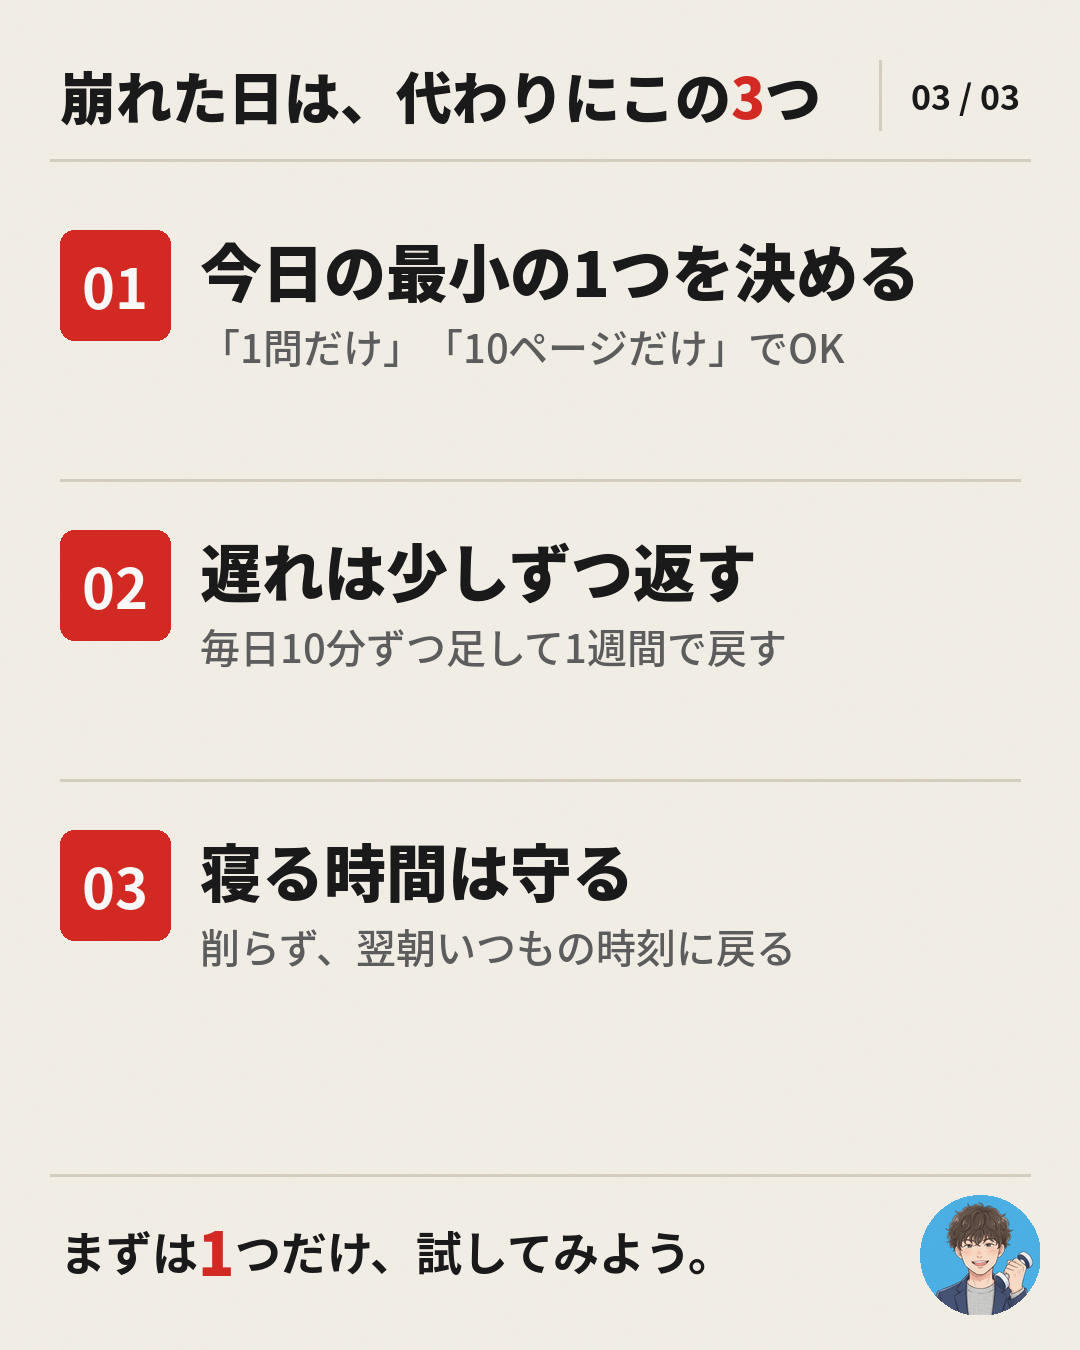 崩れた日は、代わりにこの3つ
03 / 03
01
今日の最小の1つを決める
「1問だけ」「10ページだけ」でOK
02
遅れは少しずつ返す
毎日10分ずつ足して1週間で戻す
03
寝る時間は守る
削らず、翌朝いつもの時刻に戻る
まずは1つだけ、試してみよう。